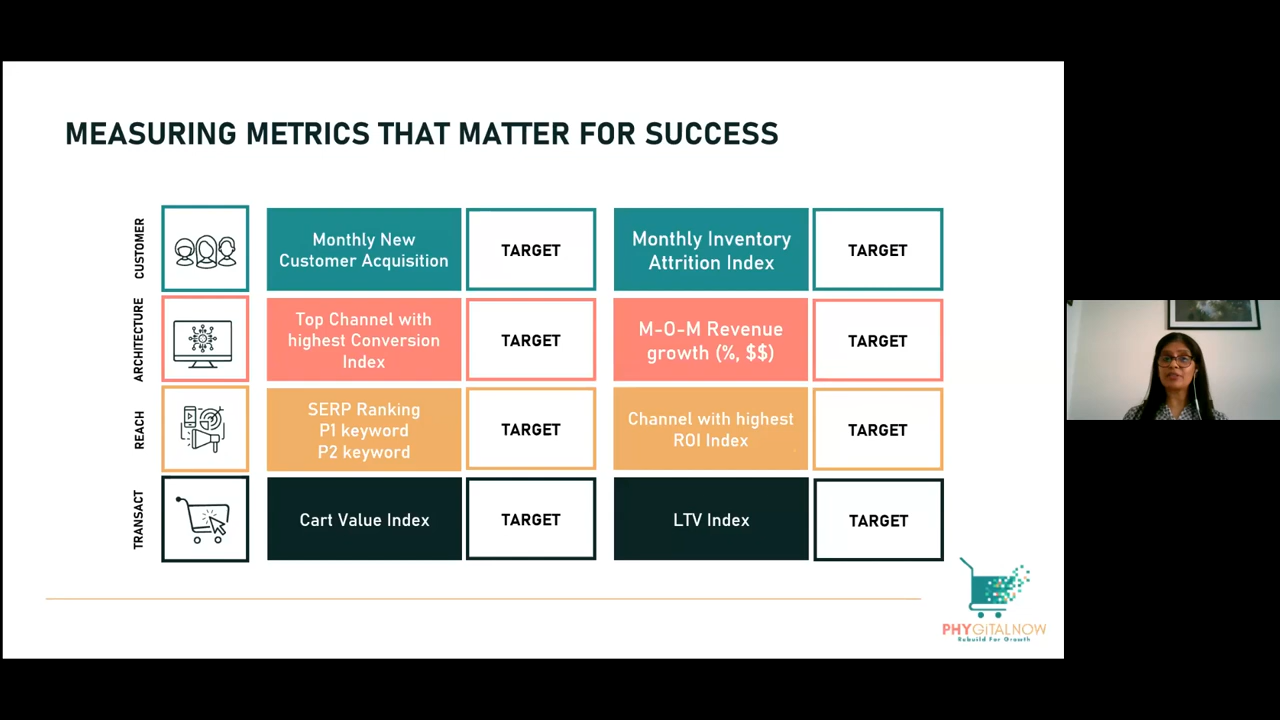 MEASURING METRICS THAT MATTER FOR SUCCESS
CUSTOMER
Monthly New
Customer Acquisition
TARGET
Monthly Inventory
Attrition Index
TARGET
ARCHITECTURE
Top Channel with
highest Conversion
Index
TARGET
M-O-M Revenue
growth (%, $$)
TARGET
REACH
SERP Ranking
P1 keyword
P2 keyword
TARGET
Channel with highest
ROI Index
TARGET
TRANSACT
Cart Value Index
TARGET
LTV Index
TARGET
PHYGITALNOW
Rebuild For Growth